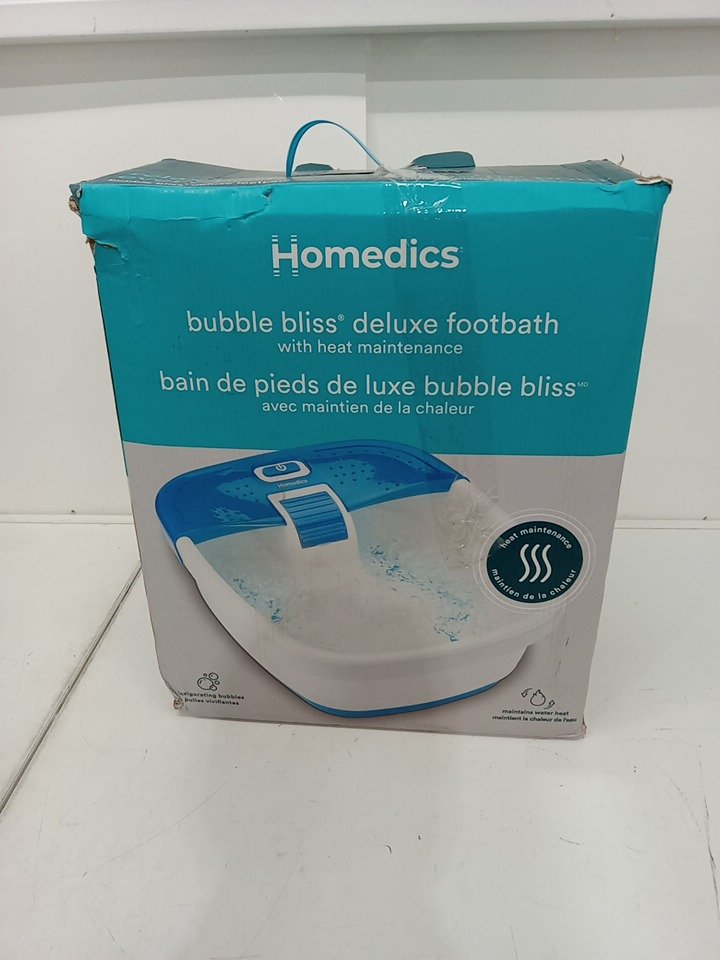 Homedics
bubble bliss® deluxe footbath
with heat maintenance
bain de pieds de luxe bubble bliss MD
avec maintien de la chaleur
Homedics
heat maintenance
maintien de la chaleur
invigorating bubbles
bulles vivifiantes
maintains water heat
maintient la chaleur de l'eau